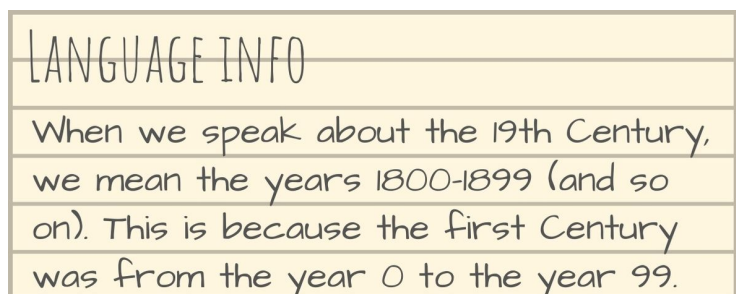 LANGUAGE INFO
When we speak about the 19th Century,
we mean the years 1800-1899 (and so
on). This is because the first Century
was from the year 0 to the year 99.